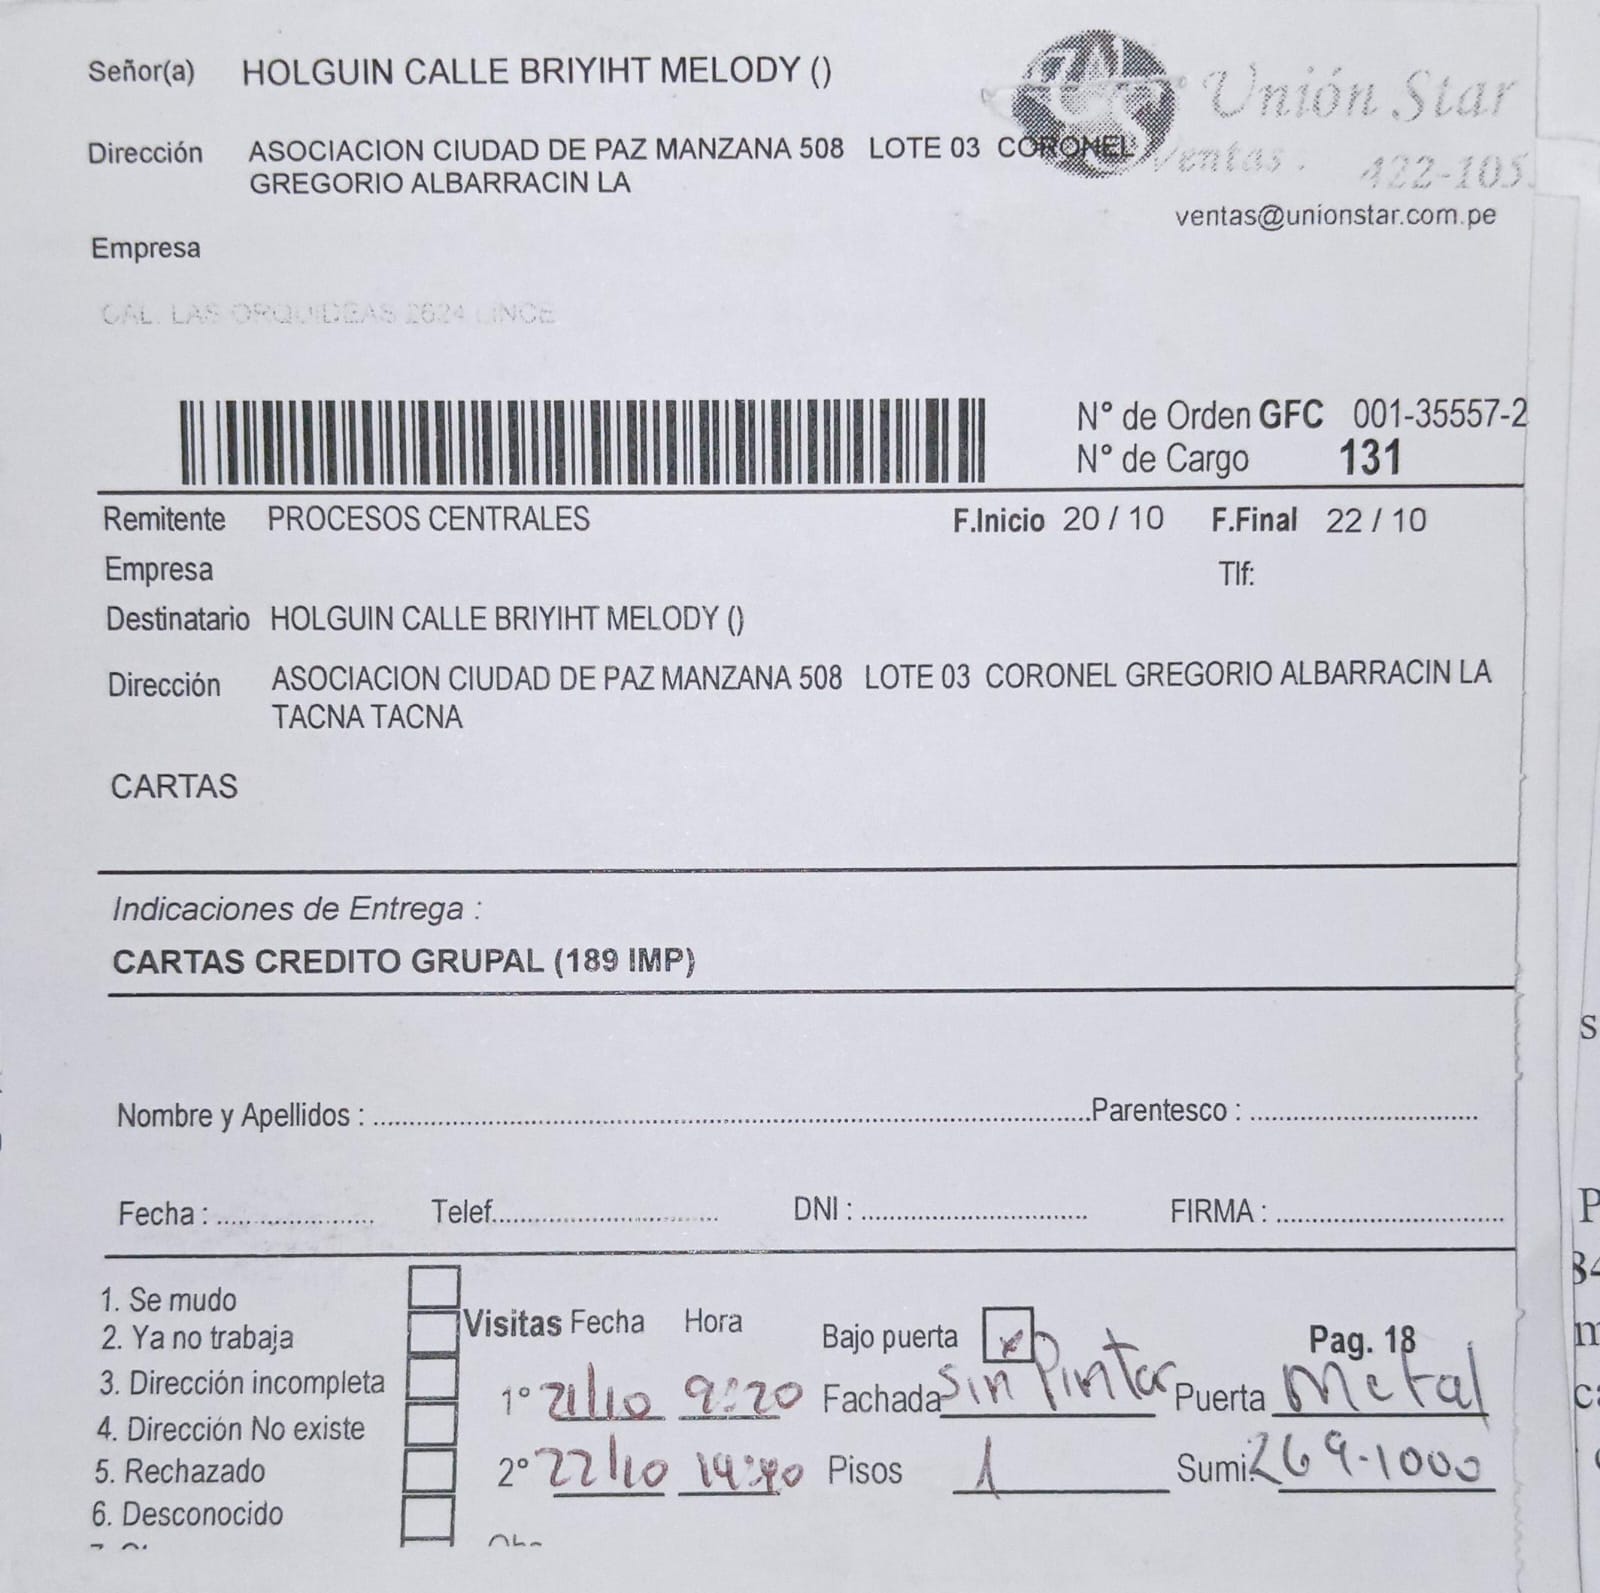 Señor(a) HOLGUIN CALLE BRIYIHT MELODY ()
Unión Star
Dirección ASOCIACION CIUDAD DE PAZ MANZANA 508 LOTE 03 CORONEL
Ventas : 422-105
GREGORIO ALBARRACIN LA
ventas@unionstar.com.pe
Empresa
CAL. LAS ORQUIDEAS 2624 LINCE
N° de Orden GFC 001-35557-2
N° de Cargo 131
Remitente PROCESOS CENTRALES F.Inicio 20 / 10 F.Final 22 / 10
Empresa Tlf:
Destinatario HOLGUIN CALLE BRIYIHT MELODY ()
Dirección ASOCIACION CIUDAD DE PAZ MANZANA 508 LOTE 03 CORONEL GREGORIO ALBARRACIN LA
TACNA TACNA
CARTAS
Indicaciones de Entrega :
CARTAS CREDITO GRUPAL (189 IMP)
Nombre y Apellidos : Parentesco :
Fecha : Telef. DNI : FIRMA :
1. Se mudo
2. Ya no trabaja
3. Dirección incompleta
4. Dirección No existe
5. Rechazado
6. Desconocido
Visitas Fecha Hora
1° 21/10 9:20
2° 22/10 14:40
Bajo puerta x Pag. 18
Fachada sin Pintar Puerta Metal
Pisos 1 Sumi: 269-1000